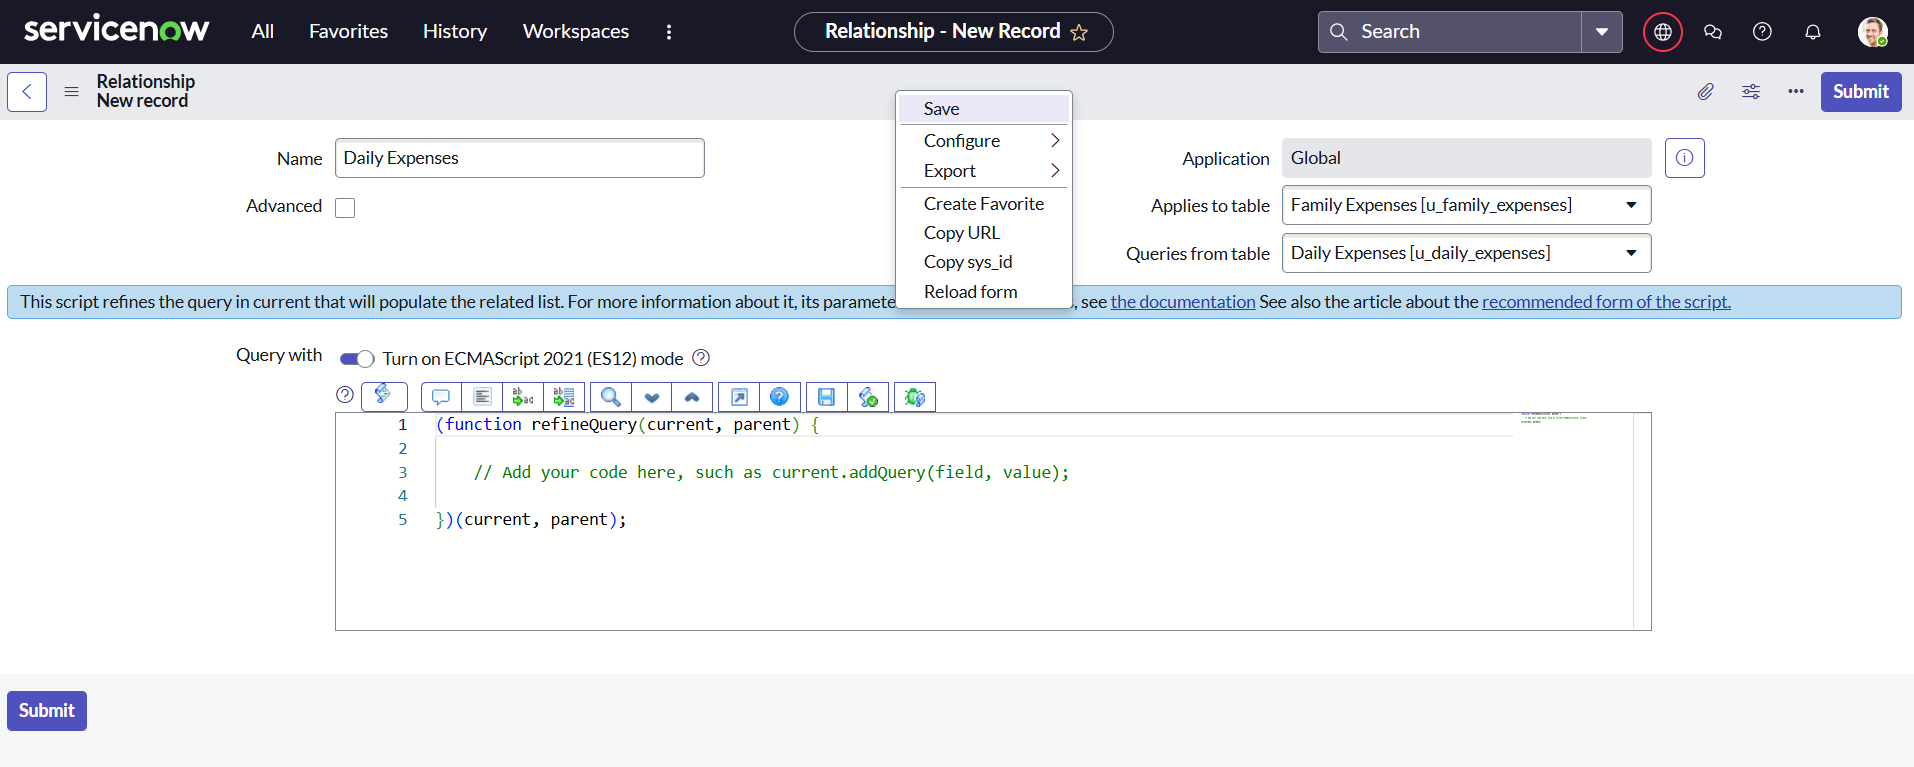 servicenow All Favorites History Workspaces Relationship - New Record Search
Relationship
New record
Submit
Save
Configure
Export
Create Favorite
Copy URL
Copy sys_id
Reload form
Name Daily Expenses
Application Global
Advanced
Applies to table Family Expenses [u_family_expenses]
Queries from table Daily Expenses [u_daily_expenses]
This script refines the query in current that will populate the related list. For more information about it, its , see the documentation See also the article about the recommended form of the script.
Query with Turn on ECMAScript 2021 (ES12) mode
1 (function refineQuery(current, parent) {
2
3 // Add your code here, such as current.addQuery(field, value);
4
5 })(current, parent);
Submit